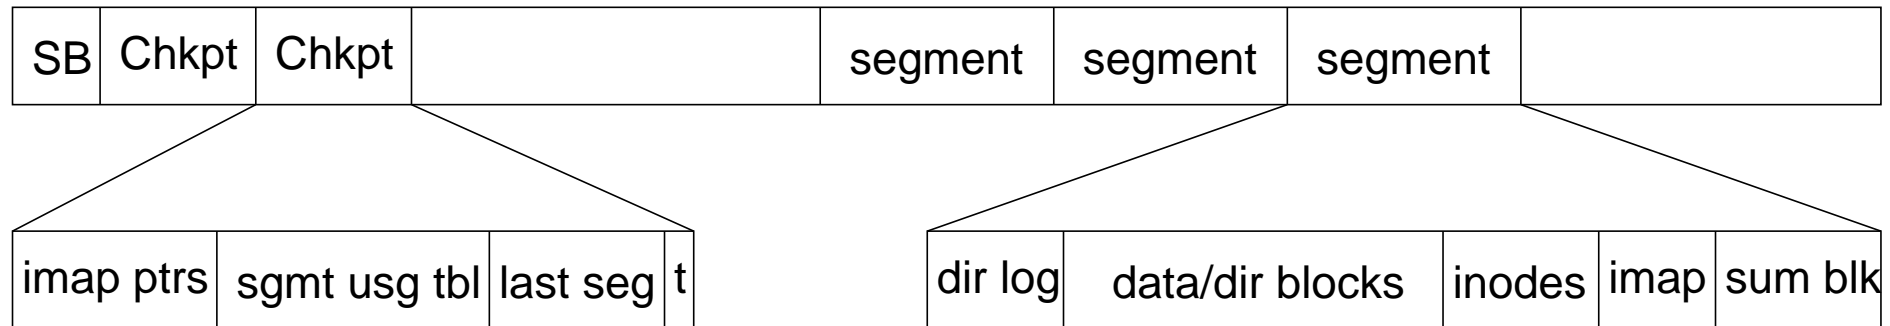 SB Chkpt Chkpt segment segment segment
imap ptrs sgmt usg tbl last seg t dir log data/dir blocks inodes imap sum blk